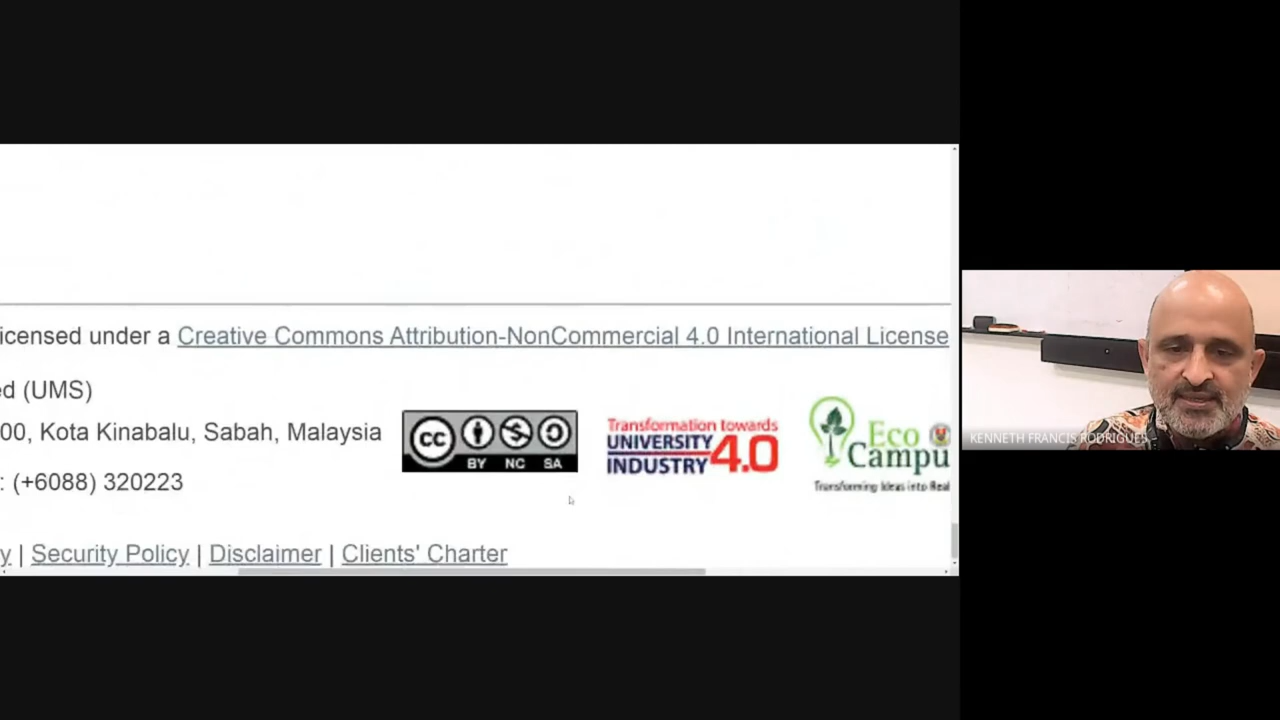 icensed under a Creative Commons Attribution-NonCommercial 4.0 International License
ed (UMS)
00, Kota Kinabalu, Sabah, Malaysia
: (+6088) 320223
cc BY NC SA
Transformation towards
UNIVERSITY
INDUSTRY 4.0
Eco
Campu
Transforming Ideas into Real
y | Security Policy | Disclaimer | Clients' Charter
KENNETH FRANCIS RODRIGUES